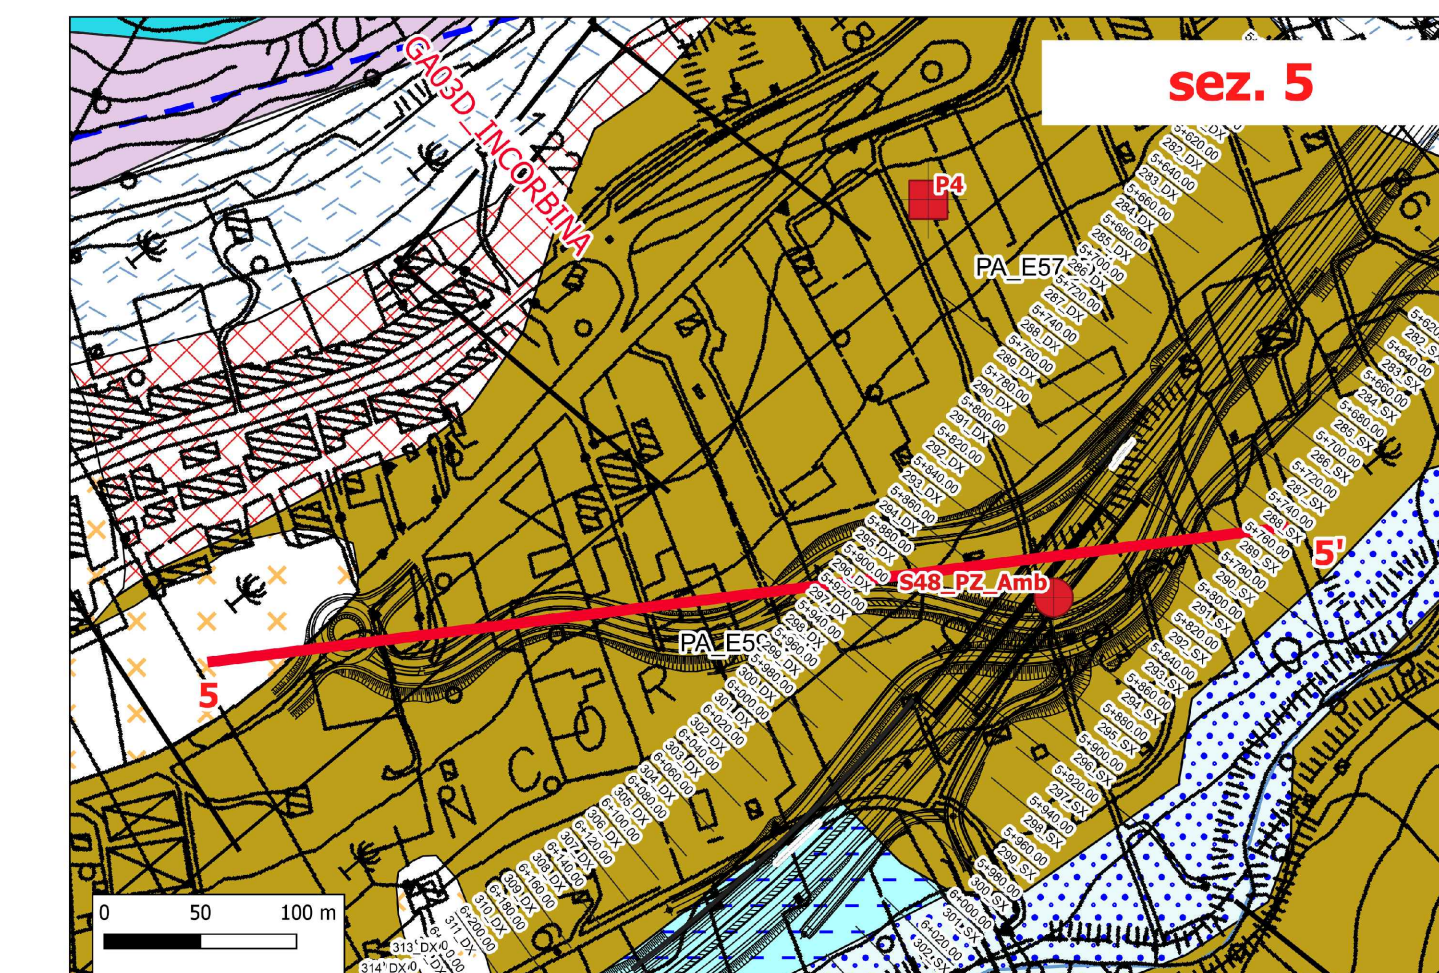 sez. 5
200
GA03D_INCORBINA
122
P4
PA_E57
86.
S48_PZ_Amb
5'
PA_E59
5
R
C
5+620.00
282_DX
5+640.00
283_DX
5+660.00
284_DX
5+680.00
285_DX
5+700.00
286_DX
5+720.00
287_DX
5+740.00
288_DX
5+760.00
289_DX
5+780.00
290_DX
5+800.00
291_DX
5+820.00
292_DX
5+840.00
293_DX
5+860.00
294_DX
5+880.00
295_DX
5+900.00
296_DX
5+920.00
297_DX
5+940.00
298_DX
5+960.00
299_DX
5+980.00
300_DX
6+000.00
301_DX
6+020.00
302_DX
6+040.00
303_DX
6+060.00
304_DX
6+080.00
305_DX
6+100.00
306_DX
6+120.00
307_DX
6+140.00
308_DX
6+160.00
309_DX
6+180.00
310_DX
6+200.00
311_DX
313_DX
314_DX
282_SX
5+640.00
283_SX
5+660.00
284_SX
5+680.00
285_SX
5+700.00
286_SX
5+720.00
287_SX
5+740.00
288_SX
5+760.00
289_SX
5+780.00
290_SX
5+800.00
291_SX
5+820.00
292_SX
5+840.00
293_SX
5+860.00
294_SX
5+880.00
295_SX
5+900.00
296_SX
5+920.00
297_SX
5+940.00
298_SX
5+960.00
299_SX
5+980.00
300_SX
6+000.00
301_SX
6+020.00
302_SX
0 50 100 m